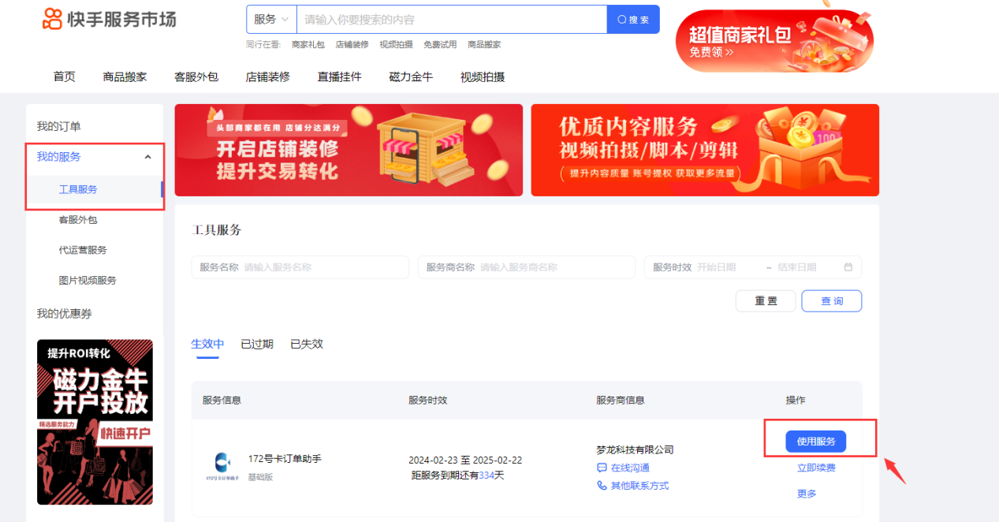 快手服务市场
服务 请输入你要搜索的内容 搜索
同行在看: 商家礼包 店铺装修 视频拍摄 免费试用 商品搬家
超值商家礼包
免费领 >>
首页 商品搬家 客服外包 店铺装修 直播挂件 磁力金牛 视频拍摄
我的订单
我的服务
工具服务
客服外包
代运营服务
图片视频服务
我的优惠券
提升ROI转化
磁力金牛
开户投放
精选服务能力
快速开户
头部商家都在用 店铺分达满分
开启店铺装修
提升交易转化
优质内容服务
视频拍摄/脚本/剪辑
(提升内容质量 账号提权 获取更多流量)
100
工具服务
服务名称 请输入服务名称 服务商名称 请输入服务商名称 服务时效 开始日期 ~ 结束日期
重置 查询
生效中 已过期 已失效
服务信息 服务时效 服务商信息 操作
172号卡订单助手
172号卡订单助手
基础版
2024-02-23 至 2025-02-22
距服务到期还有334天
梦龙科技有限公司
在线沟通
其他联系方式
使用服务
立即续费
更多